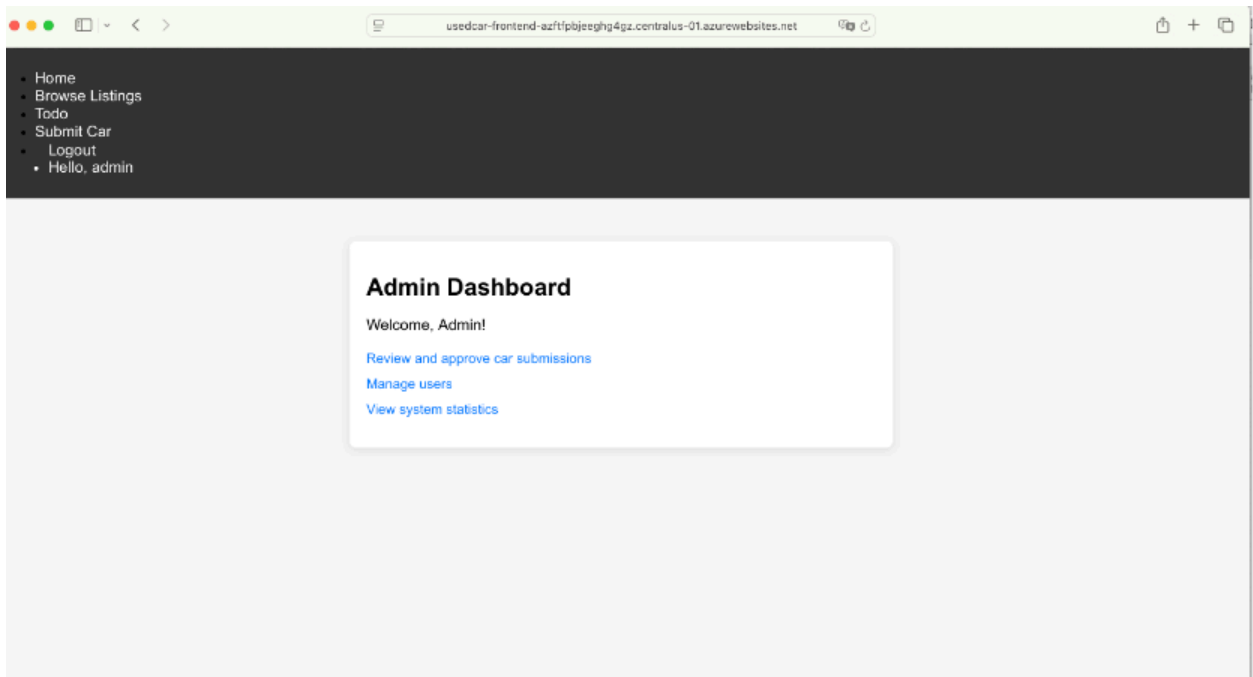 usedcar-frontend-azftfpbjeeghg4gz.centralus-01.azurewebsites.net
Home
Browse Listings
Todo
Submit Car
Logout
Hello, admin
Admin Dashboard
Welcome, Admin!
Review and approve car submissions
Manage users
View system statistics